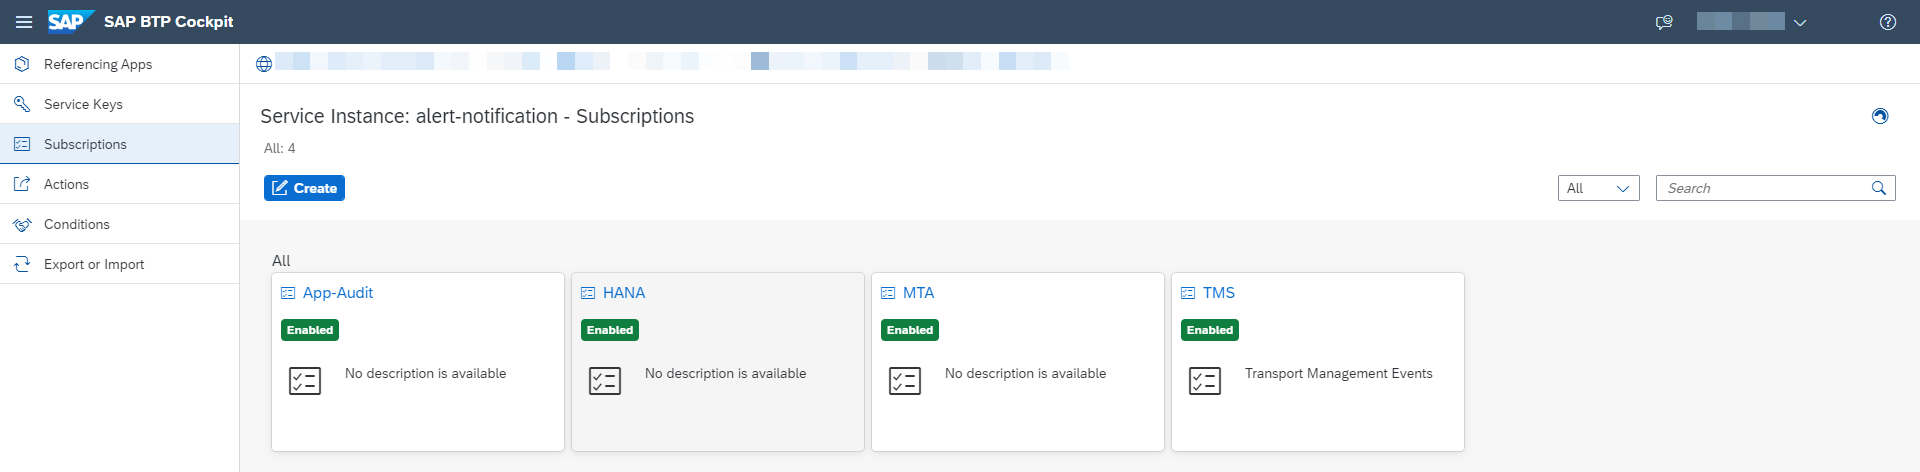 SAP SAP BTP Cockpit
Referencing Apps
Service Keys
Subscriptions
Actions
Conditions
Export or Import
Service Instance: alert-notification - Subscriptions
All: 4
Create
All
Search
All
App-Audit
Enabled
No description is available
HANA
Enabled
No description is available
MTA
Enabled
No description is available
TMS
Enabled
Transport Management Events